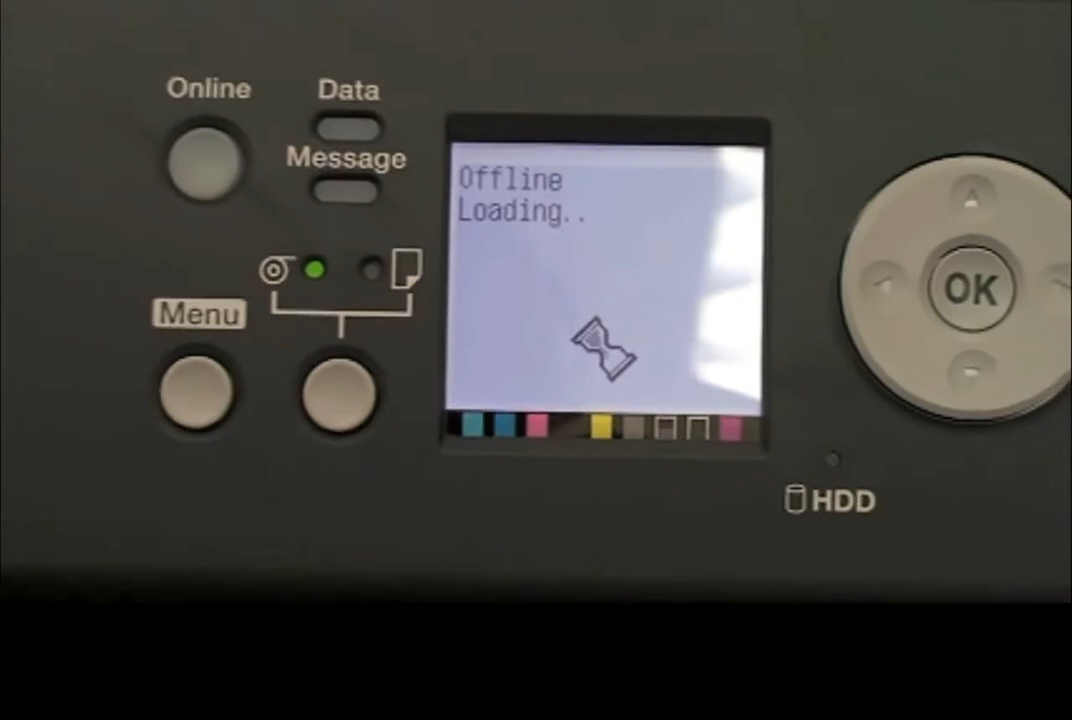 Online
Data
Message
Offline
Loading..
Menu
OK
HDD